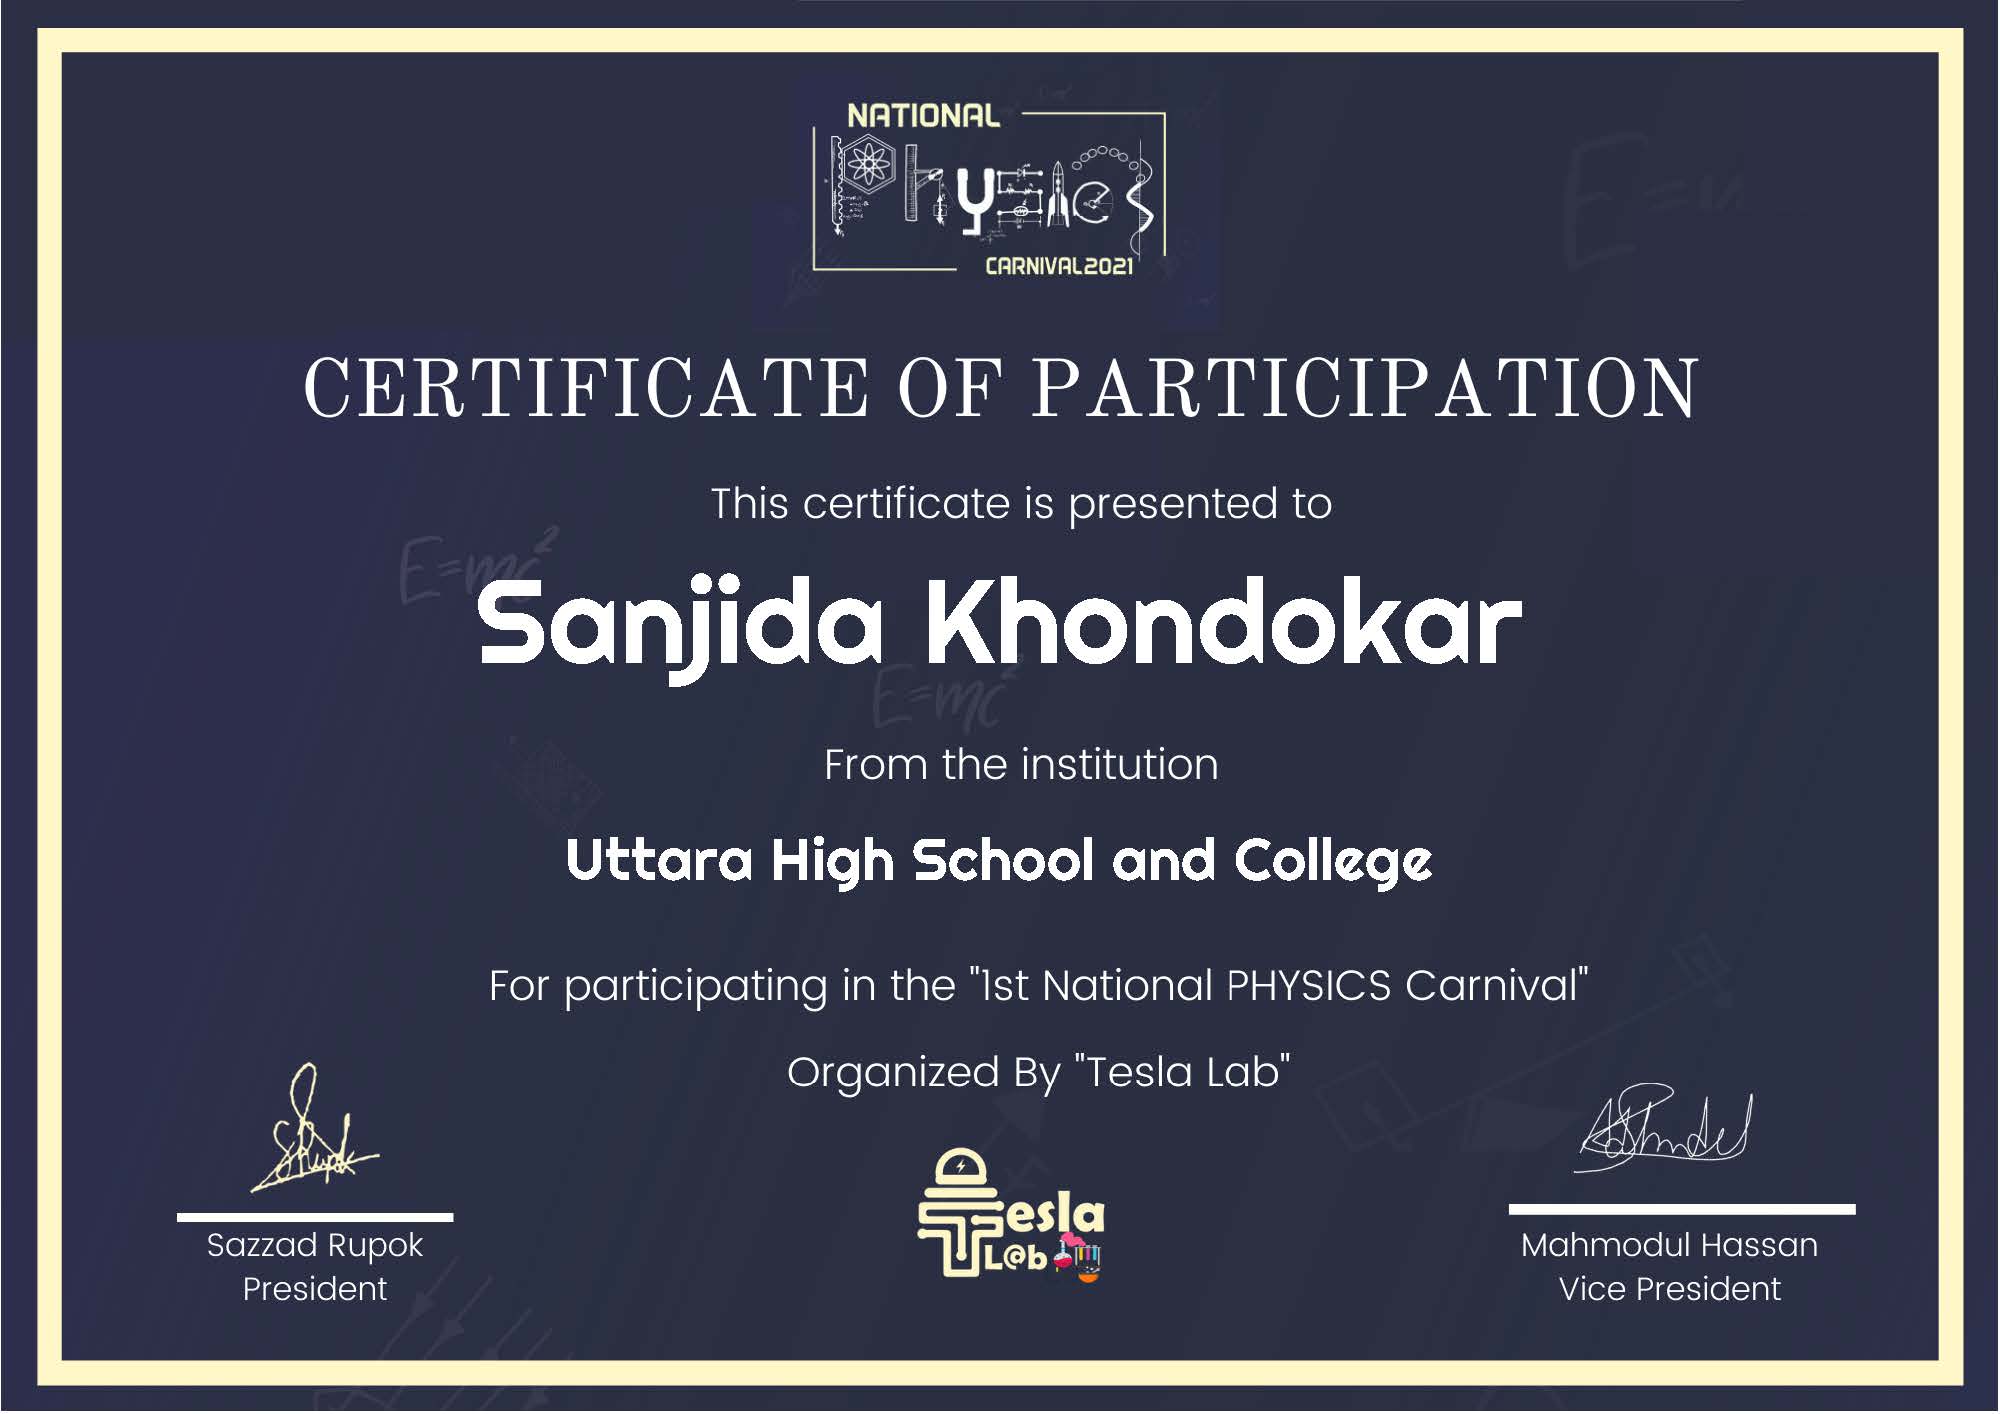 NATIONAL
Physics
CARNIVAL2021
CERTIFICATE OF PARTICIPATION
This certificate is presented to
E=mc²
Sanjida Khondokar
E=mc²
From the institution
Uttara High School and College
For participating in the "1st National PHYSICS Carnival"
Organized By "Tesla Lab"
Tesla
L@b
Sazzad Rupok
President
Mahmodul Hassan
Vice President